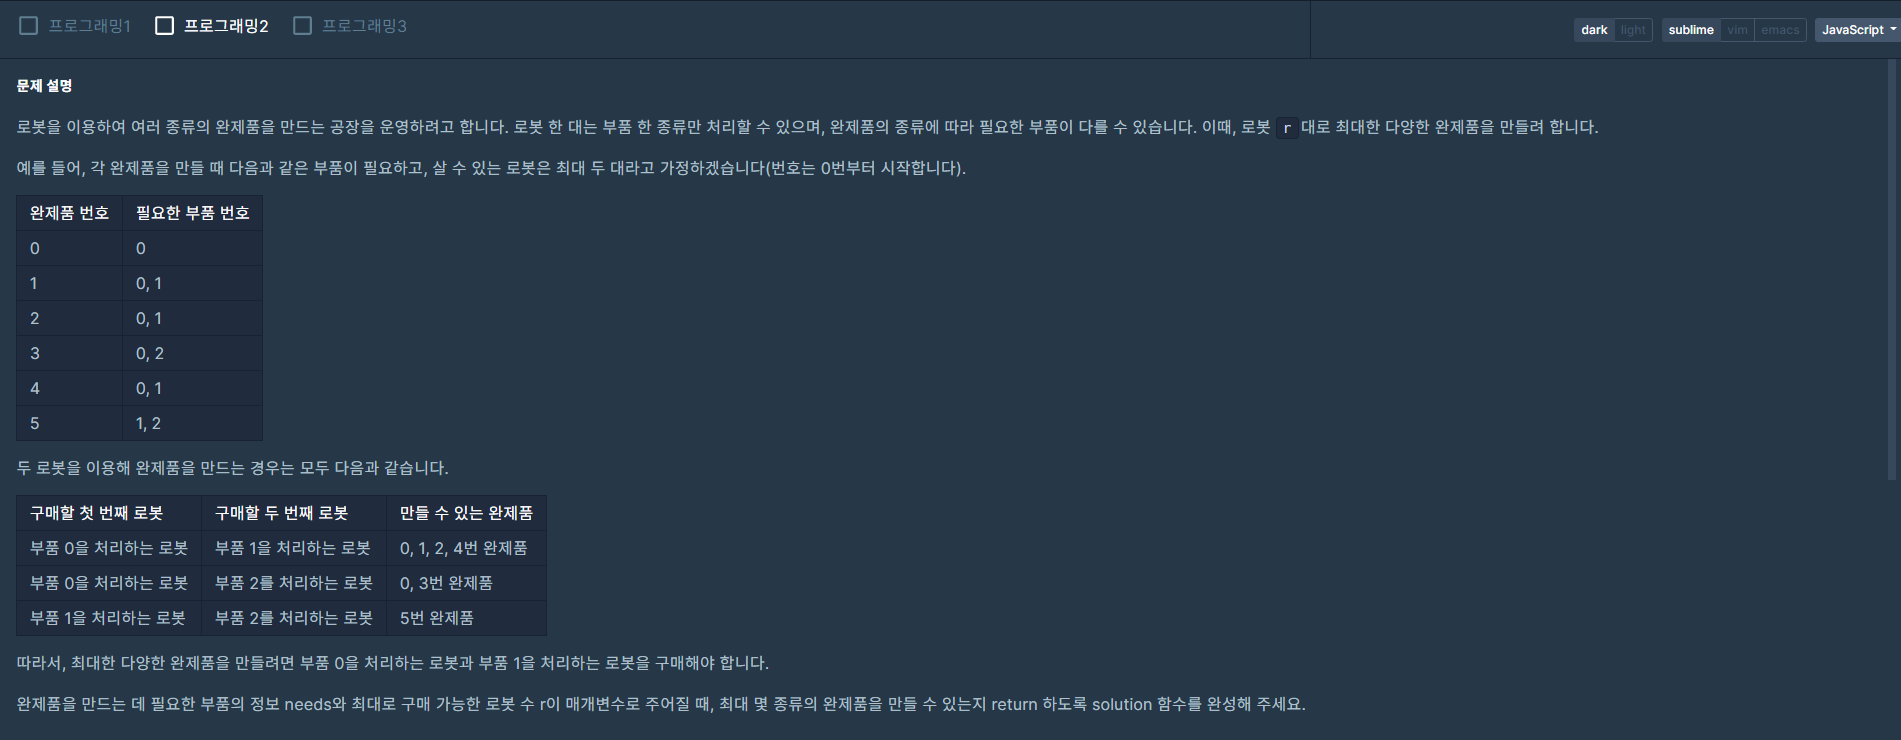 프로그래밍1 프로그래밍2 프로그래밍3 dark light sublime vim emacs JavaScript
문제 설명
로봇을 이용하여 여러 종류의 완제품을 만드는 공장을 운영하려고 합니다. 로봇 한 대는 부품 한 종류만 처리할 수 있으며, 완제품의 종류에 따라 필요한 부품이 다를 수 있습니다. 이때, 로봇 r 대로 최대한 다양한 완제품을 만들려 합니다.
예를 들어, 각 완제품을 만들 때 다음과 같은 부품이 필요하고, 살 수 있는 로봇은 최대 두 대라고 가정하겠습니다(번호는 0번부터 시작합니다).
완제품 번호 필요한 부품 번호
0 0
1 0, 1
2 0, 1
3 0, 2
4 0, 1
5 1, 2
두 로봇을 이용해 완제품을 만드는 경우는 모두 다음과 같습니다.
구매할 첫 번째 로봇 구매할 두 번째 로봇 만들 수 있는 완제품
부품 0을 처리하는 로봇 부품 1을 처리하는 로봇 0, 1, 2, 4번 완제품
부품 0을 처리하는 로봇 부품 2를 처리하는 로봇 0, 3번 완제품
부품 1을 처리하는 로봇 부품 2를 처리하는 로봇 5번 완제품
따라서, 최대한 다양한 완제품을 만들려면 부품 0을 처리하는 로봇과 부품 1을 처리하는 로봇을 구매해야 합니다.
완제품을 만드는 데 필요한 부품의 정보 needs와 최대로 구매 가능한 로봇 수 r이 매개변수로 주어질 때, 최대 몇 종류의 완제품을 만들 수 있는지 return 하도록 solution 함수를 완성해 주세요.